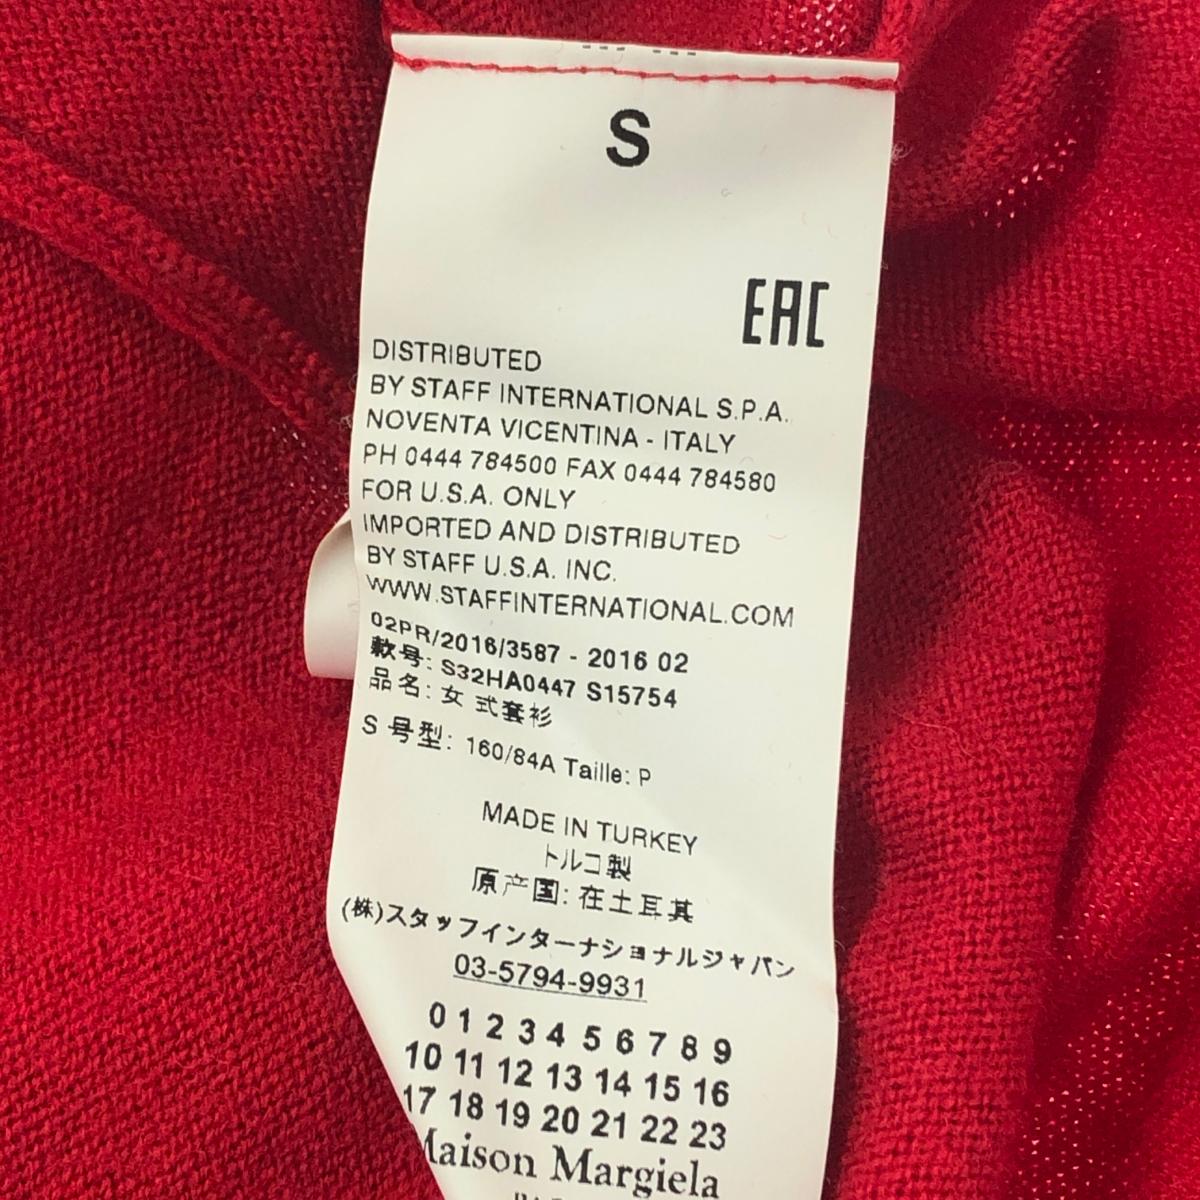 S
EAC
DISTRIBUTED
BY STAFF INTERNATIONAL S.P.A.
NOVENTA VICENTINA - ITALY
PH 0444 784500 FAX 0444 784580
FOR U.S.A. ONLY
IMPORTED AND DISTRIBUTED
BY STAFF U.S.A. INC.
WWW.STAFFINTERNATIONAL.COM
02PR/2016/3587 - 2016 02
款号: S32HA0447 S15754
品名: 女 式套衫
S 号型: 160/84A Taille: P
MADE IN TURKEY
トルコ製
原产国: 在土耳其
(株)スタッフインターナショナルジャパン
03-5794-9931
0 1 2 3 4 5 6 7 8 9
10 11 12 13 14 15 16
17 18 19 20 21 22 23
Maison Margiela